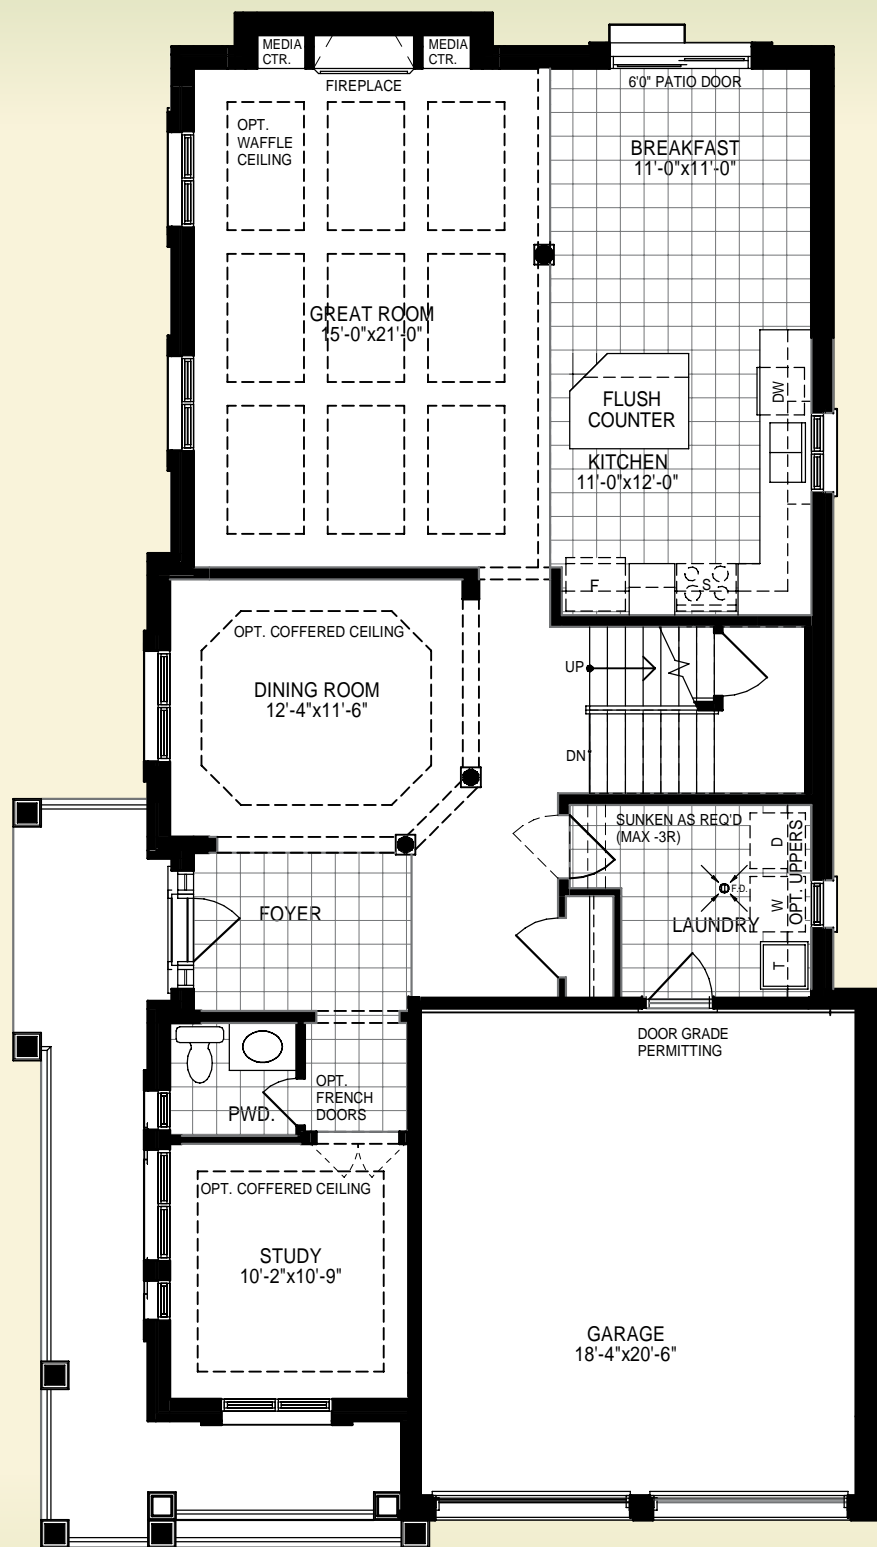 MEDIA
CTR.
MEDIA
CTR.
FIREPLACE
6'0" PATIO DOOR
OPT.
WAFFLE
CEILING
BREAKFAST
11'-0"x11'-0"
GREAT ROOM
15'-0"x21'-0"
FLUSH
COUNTER
DW
KITCHEN
11'-0"x12'-0"
F
S
OPT. COFFERED CEILING
DINING ROOM
12'-4"x11'-6"
UP
DN
SUNKEN AS REQ'D
(MAX -3R)
D
OPT. UPPERS
F.D.
W
LAUNDRY
T
FOYER
DOOR GRADE
PERMITTING
OPT.
FRENCH
DOORS
PWD.
OPT. COFFERED CEILING
STUDY
10'-2"x10'-9"
GARAGE
18'-4"x20'-6"